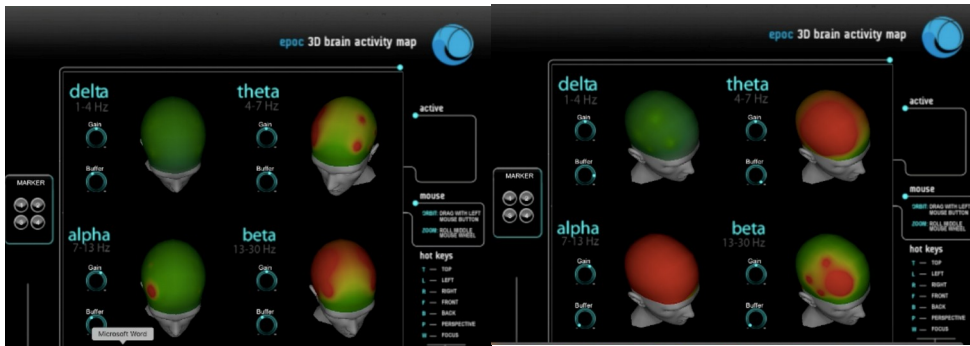 epoc 3D brain activity map
delta
1-4 Hz
theta
4-7 Hz
Gain
Gain
Buffer
Buffer
active
MARKER
mouse
ORBIT: DRAG WITH LEFT
MOUSE BUTTON
ZOOM: ROLL MIDDLE
MOUSE WHEEL
alpha
7-13 Hz
beta
13-30 Hz
Gain
Gain
Buffer
Buffer
Microsoft Word
hot keys
T — TOP
L — LEFT
R — RIGHT
F — FRONT
B — BACK
P — PERSPECTIVE
W — FOCUS
epoc 3D brain activity map
delta
1-4 Hz
theta
4-7 Hz
Gain
Gain
Buffer
Buffer
active
MARKER
mouse
ORBIT: DRAG WITH LEFT
MOUSE BUTTON
ZOOM: ROLL MIDDLE
MOUSE WHEEL
alpha
7-13 Hz
beta
13-30 Hz
Gain
Gain
Buffer
Buffer
hot keys
T — TOP
L — LEFT
R — RIGHT
F — FRONT
B — BACK
P — PERSPECTIVE
W — FOCUS